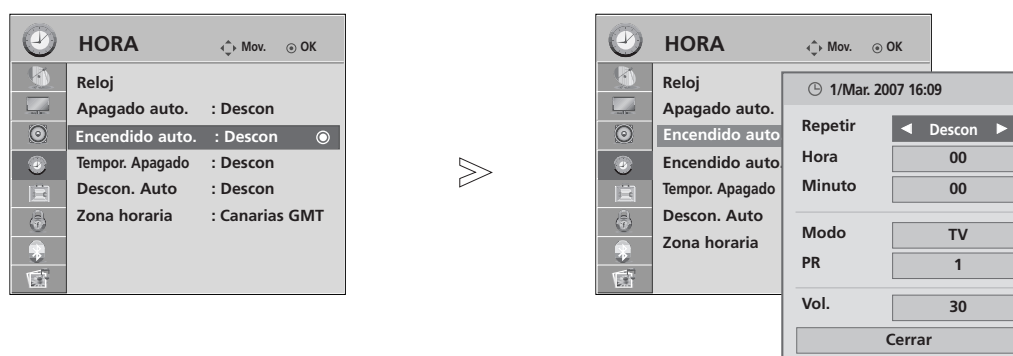 HORA Mov. OK
Reloj
Apagado auto. : Descon
Encendido auto. : Descon
Tempor. Apagado : Descon
Descon. Auto : Descon
Zona horaria : Canarias GMT
HORA Mov. OK
Reloj
Apagado auto.
Encendido auto
Encendido auto.
Tempor. Apagado
Descon. Auto
Zona horaria
1/Mar. 2007 16:09
Repetir Descon
Hora 00
Minuto 00
Modo TV
PR 1
Vol. 30
Cerrar